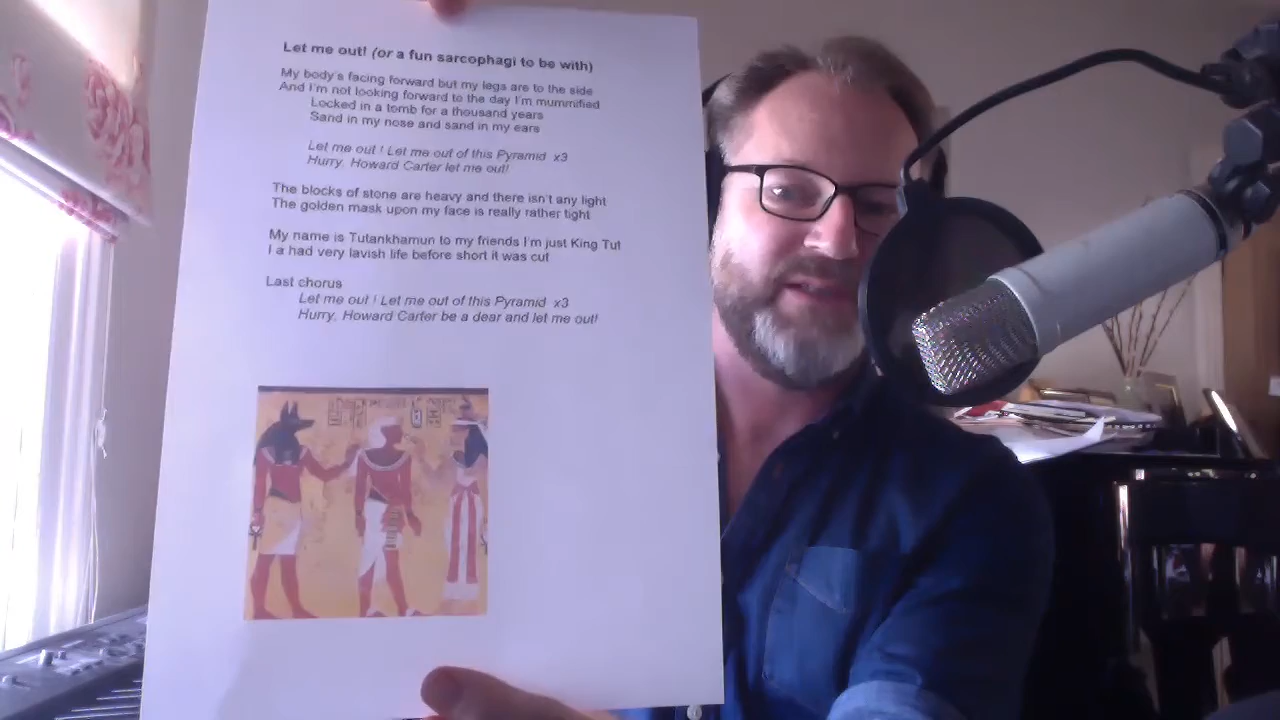 Let me out! (or a fun sarcophagi to be with)
My body's facing forward but my legs are to the side
And I'm not looking forward to the day I'm mummified
Locked in a tomb for a thousand years
Sand in my nose and sand in my ears
Let me out ! Let me out of this Pyramid x3
Hurry, Howard Carter let me out!
The blocks of stone are heavy and there isn't any light
The golden mask upon my face is really rather tight
My name is Tutankhamun to my friends I'm just King Tut
I a had very lavish life before short it was cut
Last chorus
Let me out ! Let me out of this Pyramid x3
Hurry, Howard Carter be a dear and let me out!